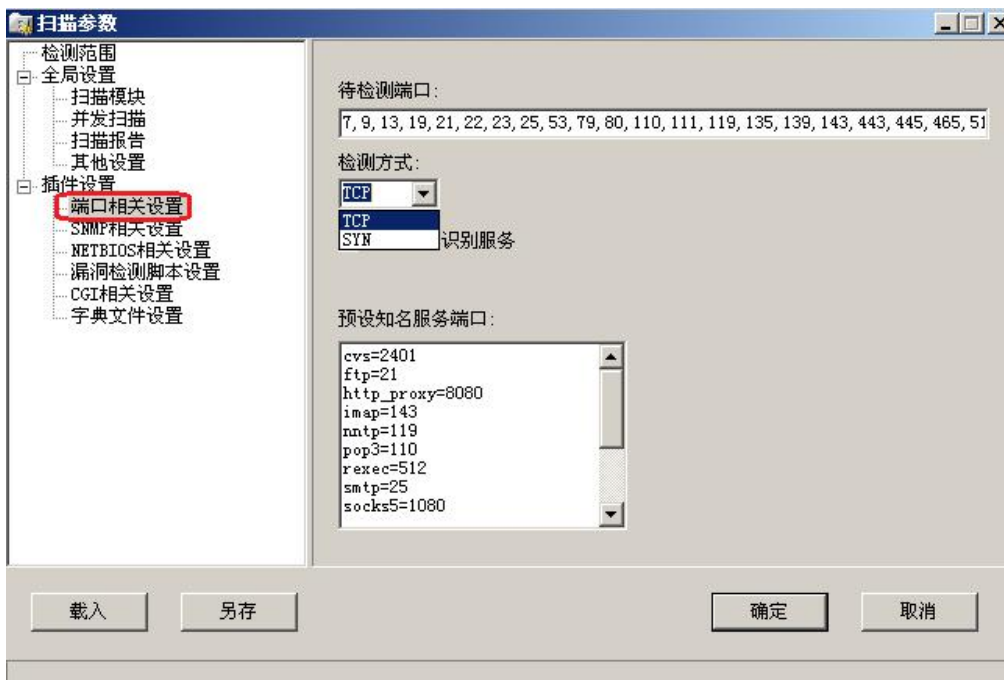 扫描参数
检测范围
全局设置
扫描模块
并发扫描
扫描报告
其他设置
插件设置
端口相关设置
SNMP相关设置
NETBIOS相关设置
漏洞检测脚本设置
CGI相关设置
字典文件设置
待检测端口:
7, 9, 13, 19, 21, 22, 23, 25, 53, 79, 80, 110, 111, 119, 135, 139, 143, 443, 445, 465, 51
检测方式:
TCP
TCP
SYN
识别服务
预设知名服务端口:
cvs=2401
ftp=21
http_proxy=8080
imap=143
nntp=119
pop3=110
rexec=512
smtp=25
socks5=1080
载入
另存
确定
取消